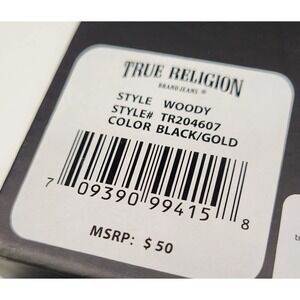 TRUE RELIGION
BRAND JEANS ®
STYLE WOODY
STYLE# TR204607
COLOR BLACK/GOLD
7 09390 99415 8
MSRP: $ 50